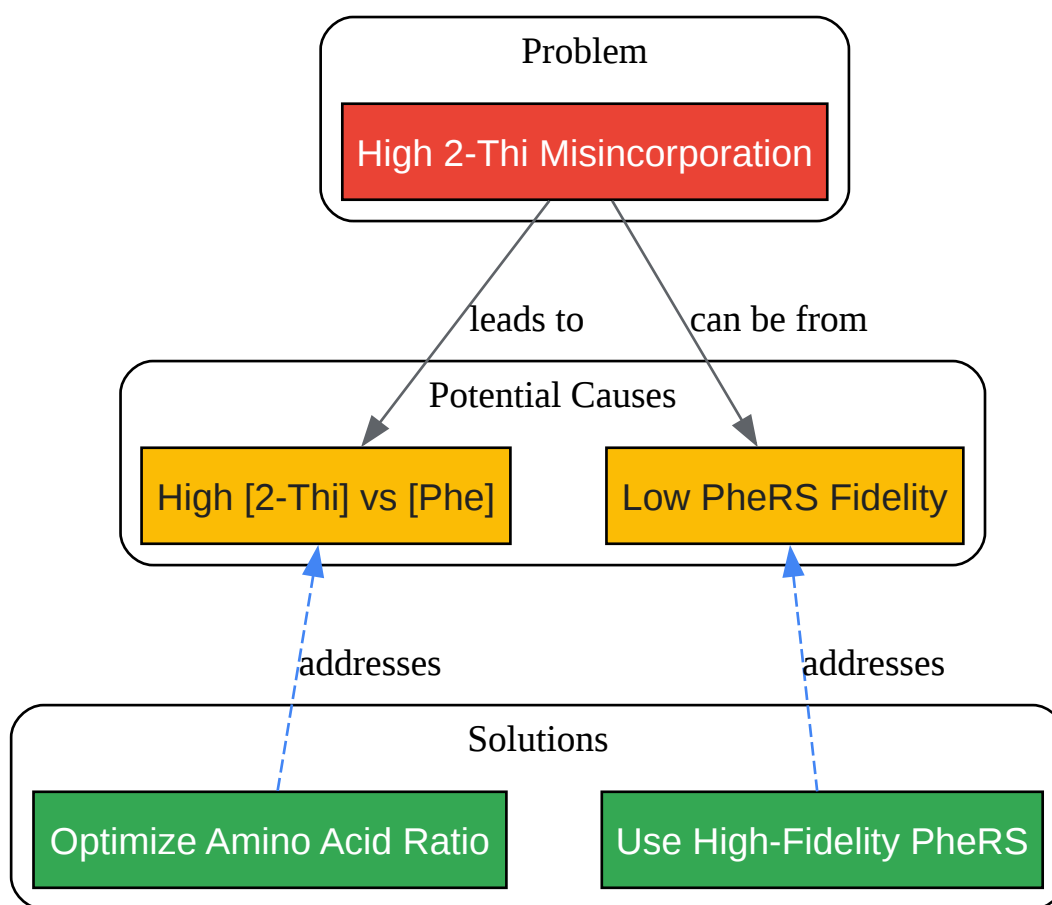 Problem
High 2-Thi Misincorporation
leads to
can be from
Potential Causes
High [2-Thi] vs [Phe]
Low PheRS Fidelity
addresses
addresses
Solutions
Optimize Amino Acid Ratio
Use High-Fidelity PheRS